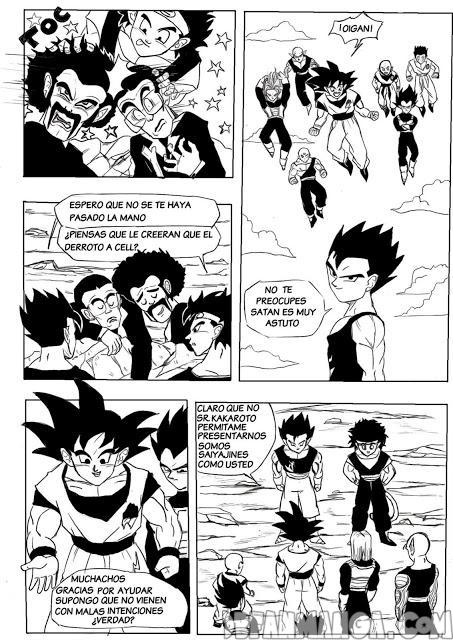 TOC
¡OIGAN!
ESPERO QUE NO SE TE HAYA
PASADO LA MANO
¿PIENSAS QUE LE CREERAN QUE EL
DERROTO A CELL?
NO TE
PREOCUPES
SATAN ES MUY
ASTUTO
MUCHACHOS
GRACIAS POR AYUDAR
SUPONGO QUE NO VIENEN
CON MALAS INTENCIONES
¿VERDAD?
CLARO QUE NO
SR.KAKAROTO
PERMITAME
PRESENTARNOS
SOMOS
SAIYAJINES
COMO USTED